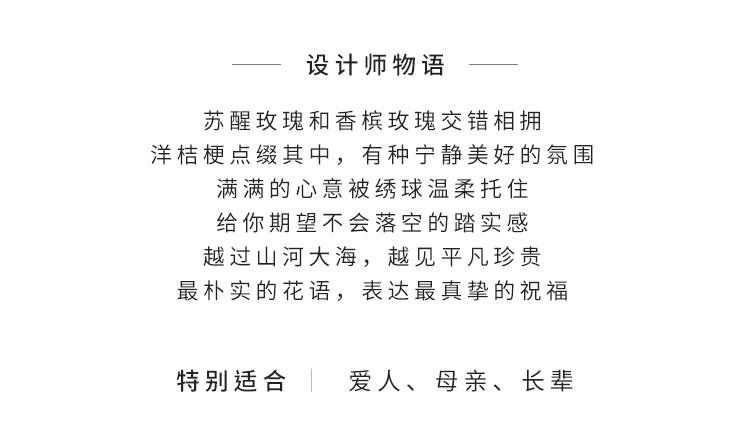 设计师物语
苏醒玫瑰和香槟玫瑰交错相拥
洋桔梗点缀其中，有种宁静美好的氛围
满满的心意被绣球温柔托住
给你期望不会落空的踏实感
越过山河大海，越见平凡珍贵
最朴实的花语，表达最真挚的祝福
特别适合 爱人、母亲、长辈